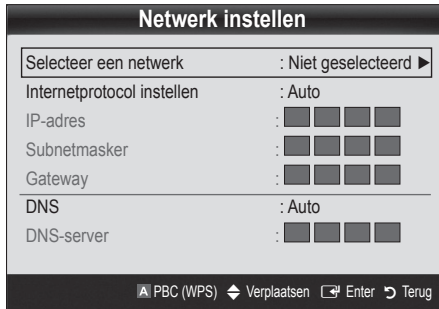 Netwerk instellen
Selecteer een netwerk : Niet geselecteerd ►
Internetprotocol instellen : Auto
IP-adres :
Subnetmasker :
Gateway :
DNS : Auto
DNS-server :
A PBC (WPS) Verplaatsen Enter Terug